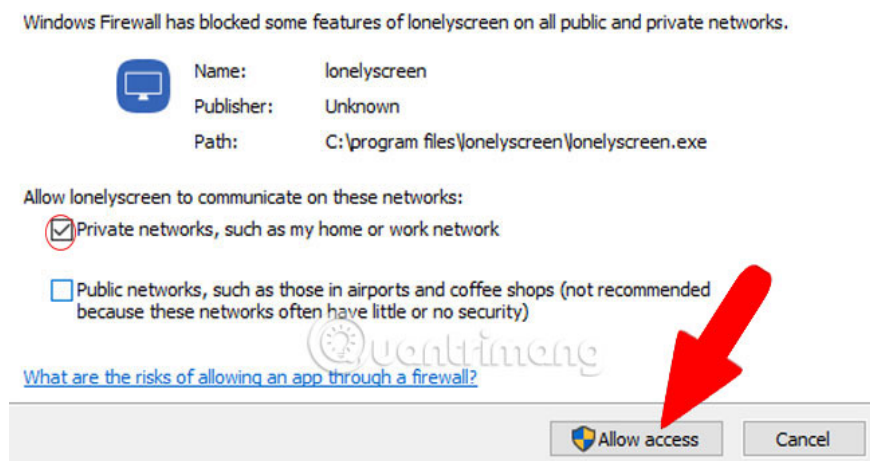 Windows Firewall has blocked some features of lonelyscreen on all public and private networks.
Name: lonelyscreen
Publisher: Unknown
Path: C:\program files\lonelyscreen\lonelyscreen.exe
Allow lonelyscreen to communicate on these networks:
Private networks, such as my home or work network
Public networks, such as those in airports and coffee shops (not recommended
because these networks often have little or no security)
Quantrimang
What are the risks of allowing an app through a firewall?
Allow access Cancel